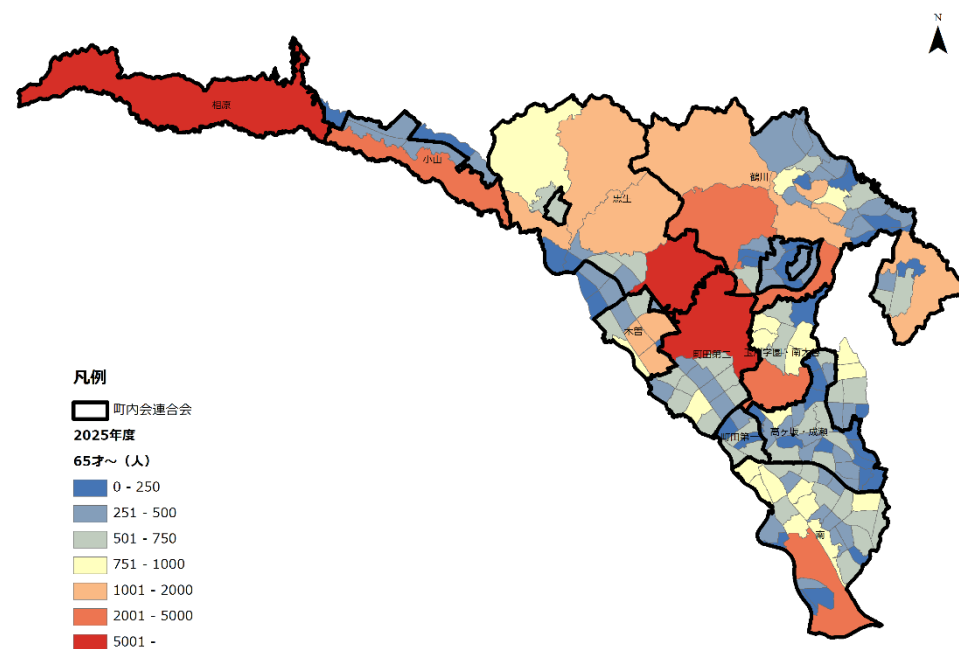 N
相原
小山
忠生
鶴川
木曽
町田第二
玉川学園・南大谷
町田第一
高ヶ坂・成瀬
南
凡例
町内会連合会
2025年度
65才～（人）
0 - 250
251 - 500
501 - 750
751 - 1000
1001 - 2000
2001 - 5000
5001 -